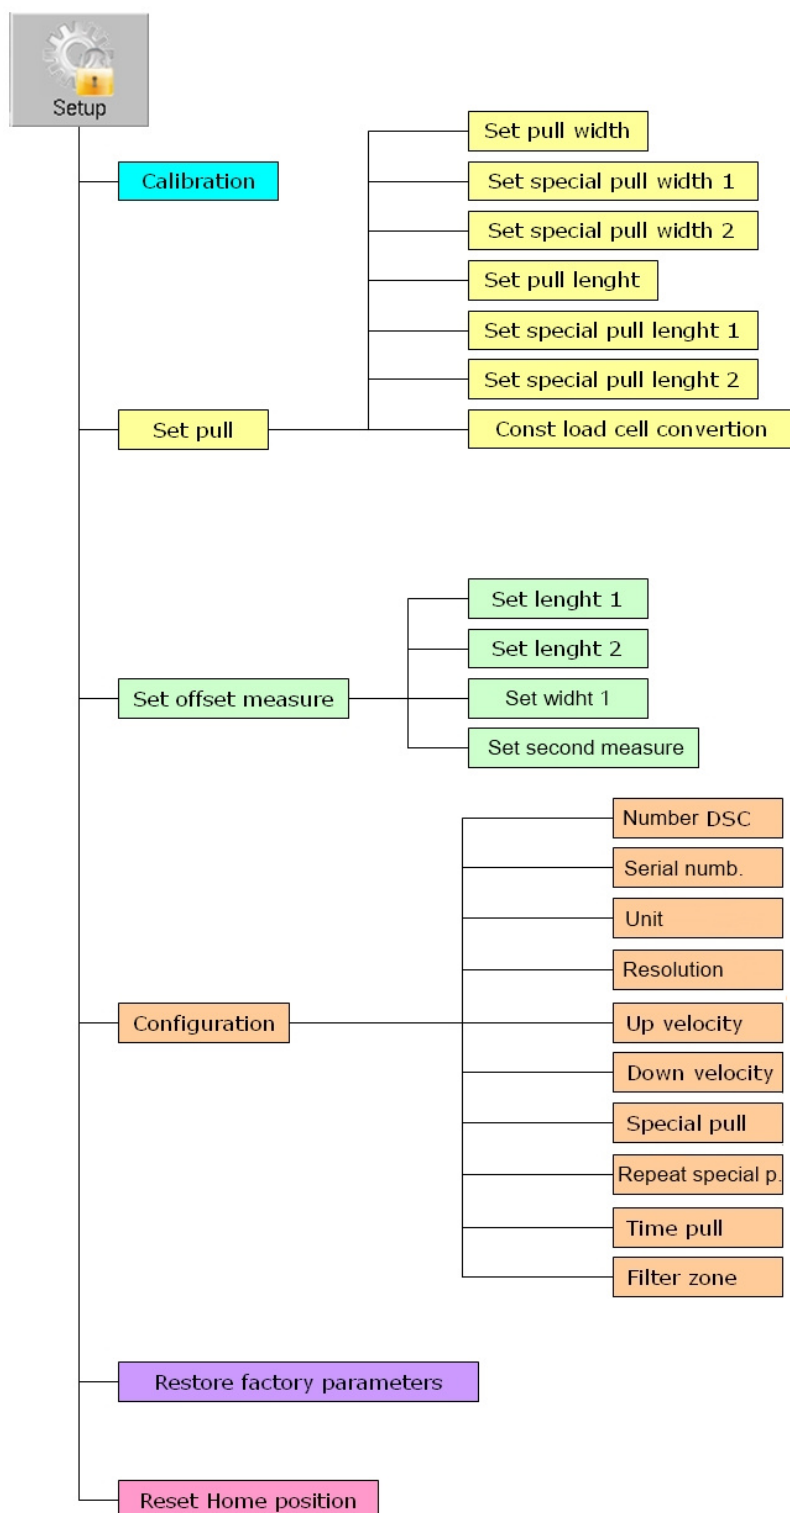 Setup
Calibration
Set pull
Set pull width
Set special pull width 1
Set special pull width 2
Set pull lenght
Set special pull lenght 1
Set special pull lenght 2
Const load cell convertion
Set offset measure
Set lenght 1
Set lenght 2
Set widht 1
Set second measure
Configuration
Number DSC
Serial numb.
Unit
Resolution
Up velocity
Down velocity
Special pull
Repeat special p.
Time pull
Filter zone
Restore factory parameters
Reset Home position